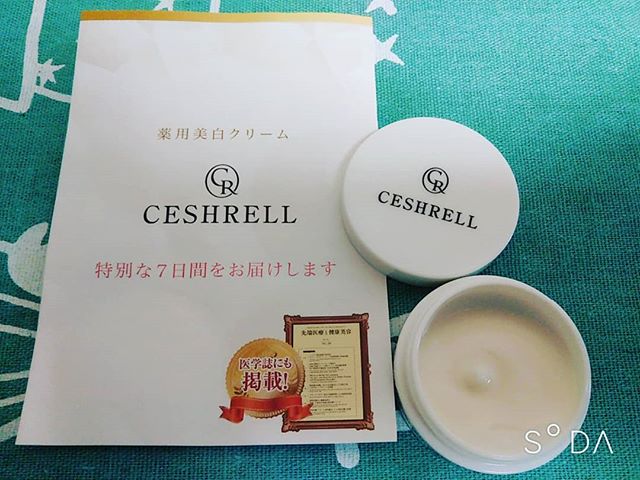 薬用美白クリーム
CR
CESHRELL
特別な7日間をお届けします
医学誌にも
掲載!
先端医療と健康美容
CR
CESHRELL
S°DA